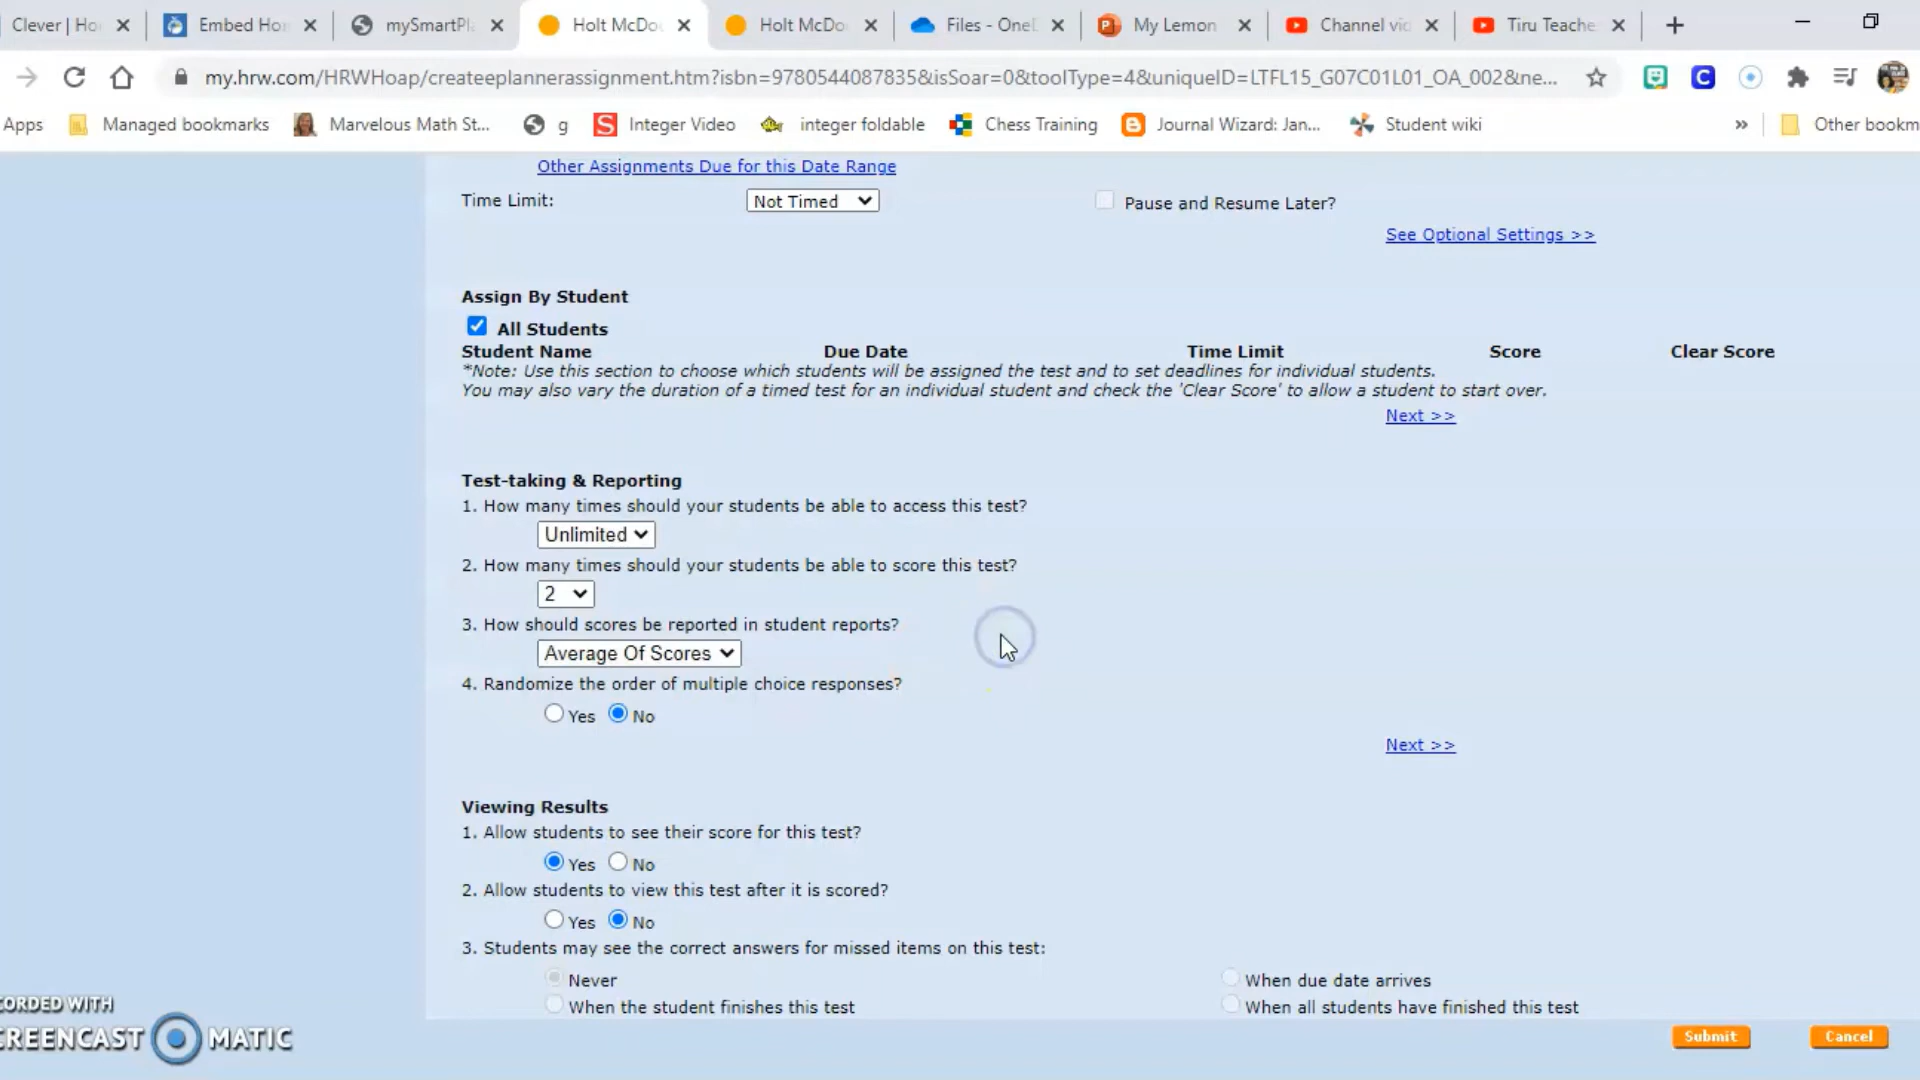 Clever | Ho
Embed Hon
mySmartPla
Holt McDo
Holt McDo
Files - OneD
My Lemon
Channel vid
Tiru Teache
my.hrw.com/HRWHoap/createeplannerassignment.htm?isbn=9780544087835&isSoar=0&toolType=4&uniqueID=LTFL15_G07C01L01_OA_002&ne...
Apps
Managed bookmarks
Marvelous Math St...
g
Integer Video
integer foldable
Chess Training
Journal Wizard: Jan...
Student wiki
»
Other bookm
Other Assignments Due for this Date Range
Time Limit: Not Timed Pause and Resume Later?
See Optional Settings >>
Assign By Student
All Students
Student Name Due Date Time Limit Score Clear Score
*Note: Use this section to choose which students will be assigned the test and to set deadlines for individual students.
You may also vary the duration of a timed test for an individual student and check the 'Clear Score' to allow a student to start over.
Next >>
Test-taking & Reporting
1. How many times should your students be able to access this test?
Unlimited
2. How many times should your students be able to score this test?
2
3. How should scores be reported in student reports?
Average Of Scores
4. Randomize the order of multiple choice responses?
Yes No
Next >>
Viewing Results
1. Allow students to see their score for this test?
Yes No
2. Allow students to view this test after it is scored?
Yes No
3. Students may see the correct answers for missed items on this test:
Never When due date arrives
When the student finishes this test When all students have finished this test
Submit Cancel
CORDED WITH
CREENCAST MATIC